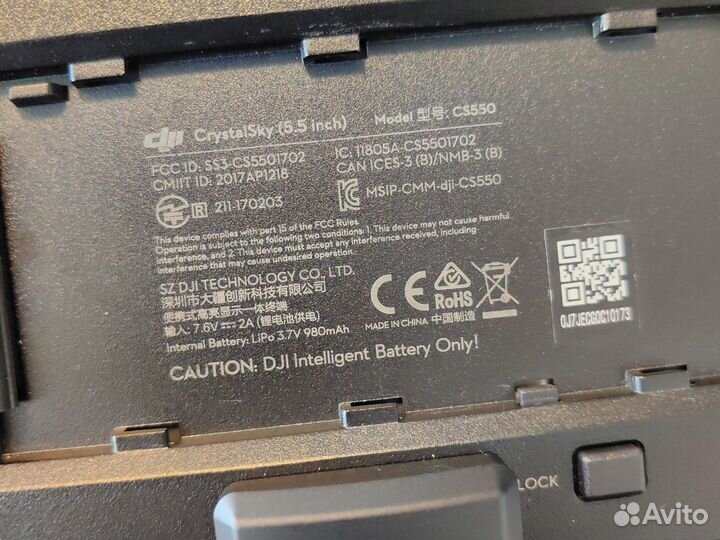 dji CrystalSky (5.5 inch) Model 型号: CS550
FCC ID: SS3-CS5501702 IC: 11805A-CS5501702
CMIIT ID: 2017AP1218 CAN ICES-3 (B)/NMB-3 (B)
R 211-170203 MSIP-CMM-dji-CS550
This device complies with part 15 of the FCC Rules.
Operation is subject to the following two conditions: 1. This device may not cause harmful
interference, and 2. This device must accept any interference received, including
interference that may cause undesired operation.
SZ DJI TECHNOLOGY CO., LTD.
深圳市大疆创新科技有限公司
便携式高亮显示一体终端
输入: 7.6V ⎓ 2A (锂电池供电)
Internal Battery: LiPo 3.7V 980mAh
CE RoHS
MADE IN CHINA 中国制造
0J7JECG0C10173
CAUTION: DJI Intelligent Battery Only!
LOCK
Avito